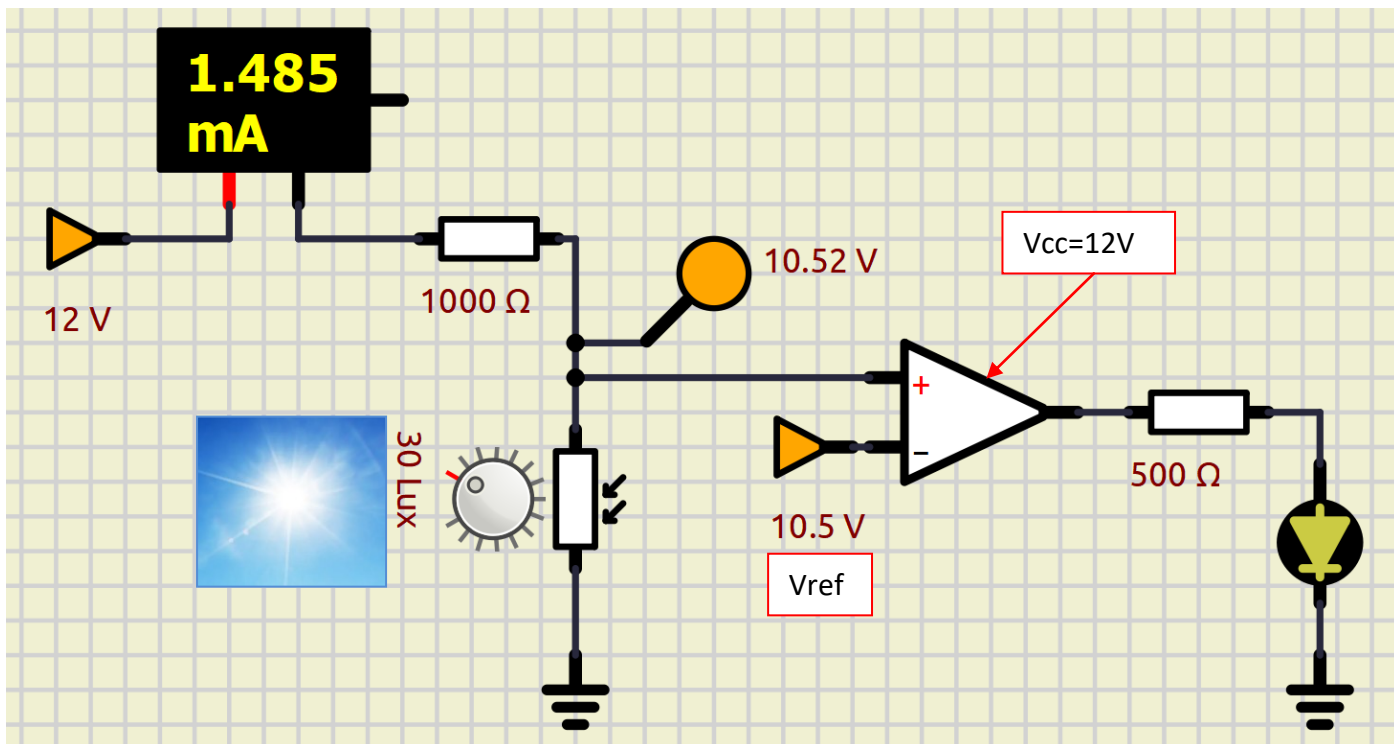 1.485
mA
12 V
1000 Ω
10.52 V
Vcc=12V
30 Lux
+
−
10.5 V
Vref
500 Ω